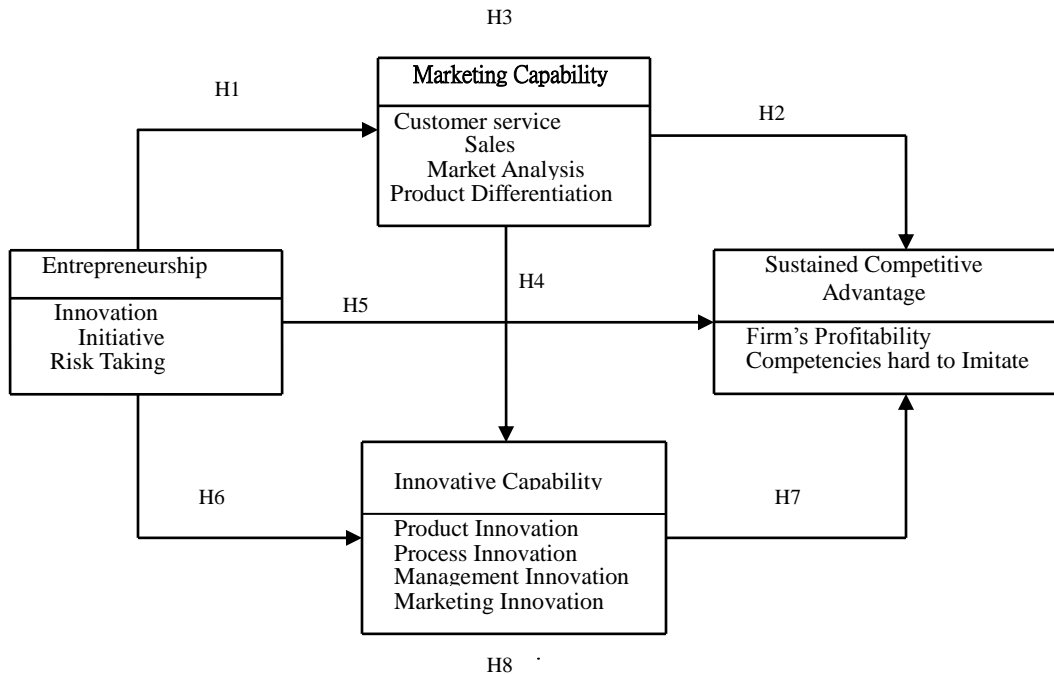 H3
Marketing Capability
H1
H2
Customer service
Sales
Market Analysis
Product Differentiation
Entrepreneurship
Innovation
Initiative
Risk Taking
H4
H5
Sustained Competitive
Advantage
Firm's Profitability
Competencies hard to Imitate
H6
Innovative Capability
H7
Product Innovation
Process Innovation
Management Innovation
Marketing Innovation
H8